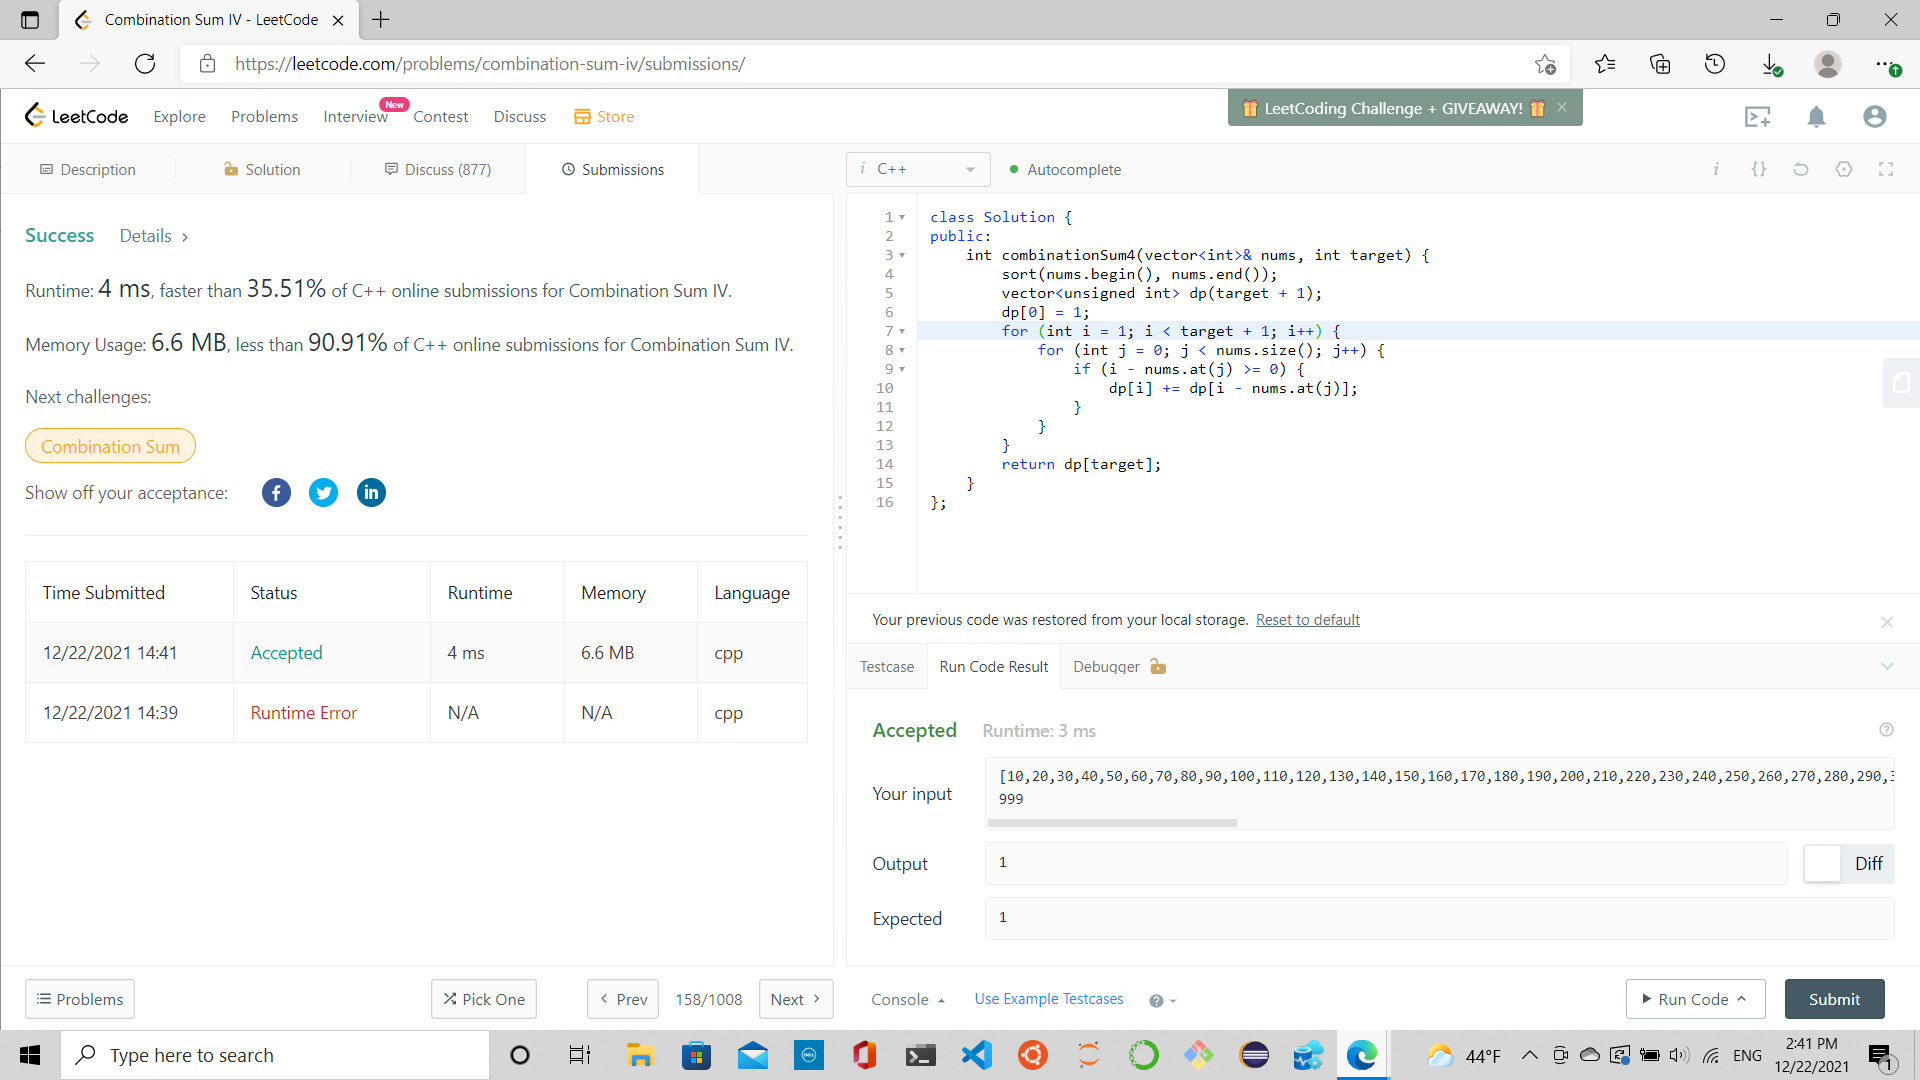 Combination Sum IV - LeetCode
https://leetcode.com/problems/combination-sum-iv/submissions/
LeetCode
Explore
Problems
Interview
New
Contest
Discuss
Store
LeetCoding Challenge + GIVEAWAY!
Description
Solution
Discuss (877)
Submissions
Success
Details
Runtime: 4 ms, faster than 35.51% of C++ online submissions for Combination Sum IV.
Memory Usage: 6.6 MB, less than 90.91% of C++ online submissions for Combination Sum IV.
Next challenges:
Combination Sum
Show off your acceptance:
Time Submitted Status Runtime Memory Language
12/22/2021 14:41 Accepted 4 ms 6.6 MB cpp
12/22/2021 14:39 Runtime Error N/A N/A cpp
Problems
Pick One
Prev
158/1008
Next
i C++
Autocomplete
1 class Solution {
2 public:
3 int combinationSum4(vector<int>& nums, int target) {
4 sort(nums.begin(), nums.end());
5 vector<unsigned int> dp(target + 1);
6 dp[0] = 1;
7 for (int i = 1; i < target + 1; i++) {
8 for (int j = 0; j < nums.size(); j++) {
9 if (i - nums.at(j) >= 0) {
10 dp[i] += dp[i - nums.at(j)];
11 }
12 }
13 }
14 return dp[target];
15 }
16 };
Your previous code was restored from your local storage. Reset to default
Testcase
Run Code Result
Debugger
Accepted Runtime: 3 ms
Your input
[10,20,30,40,50,60,70,80,90,100,110,120,130,140,150,160,170,180,190,200,210,220,230,240,250,260,270,280,290,3
999
Output
1
Diff
Expected
1
Console
Use Example Testcases
Run Code
Submit
Type here to search
DELL
44°F
ENG
2:41 PM
12/22/2021
1